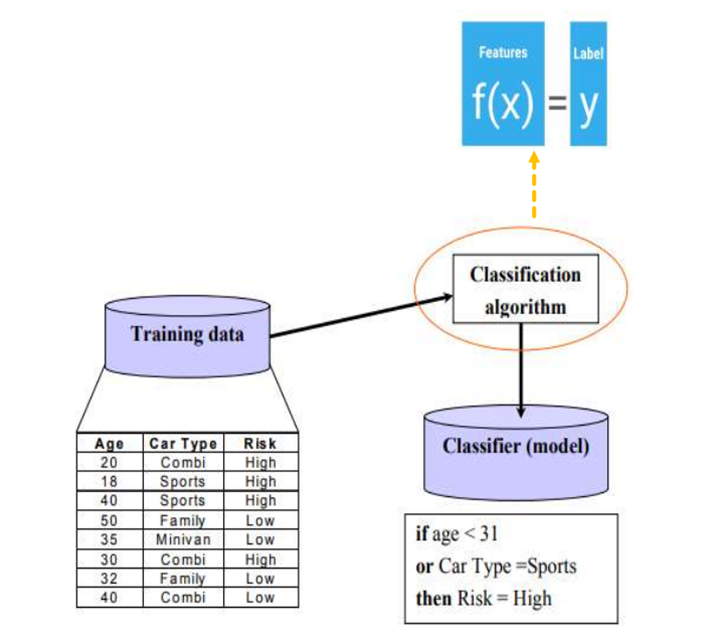 Features Label
f(x) = y
Classification
algorithm
Training data
Classifier (model)
Age Car Type Risk
20 Combi High
18 Sports High
40 Sports High
50 Family Low
35 Minivan Low
30 Combi High
32 Family Low
40 Combi Low
if age < 31
or Car Type =Sports
then Risk = High